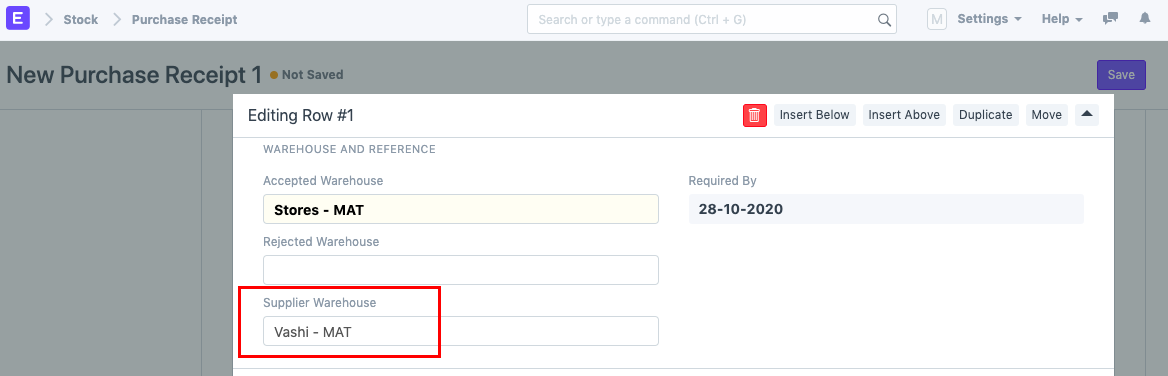 E Stock Purchase Receipt Search or type a command (Ctrl + G) M Settings Help
New Purchase Receipt 1 Not Saved Save
Editing Row #1 Insert Below Insert Above Duplicate Move
WAREHOUSE AND REFERENCE
Accepted Warehouse Required By
Stores - MAT 28-10-2020
Rejected Warehouse
Supplier Warehouse
Vashi - MAT